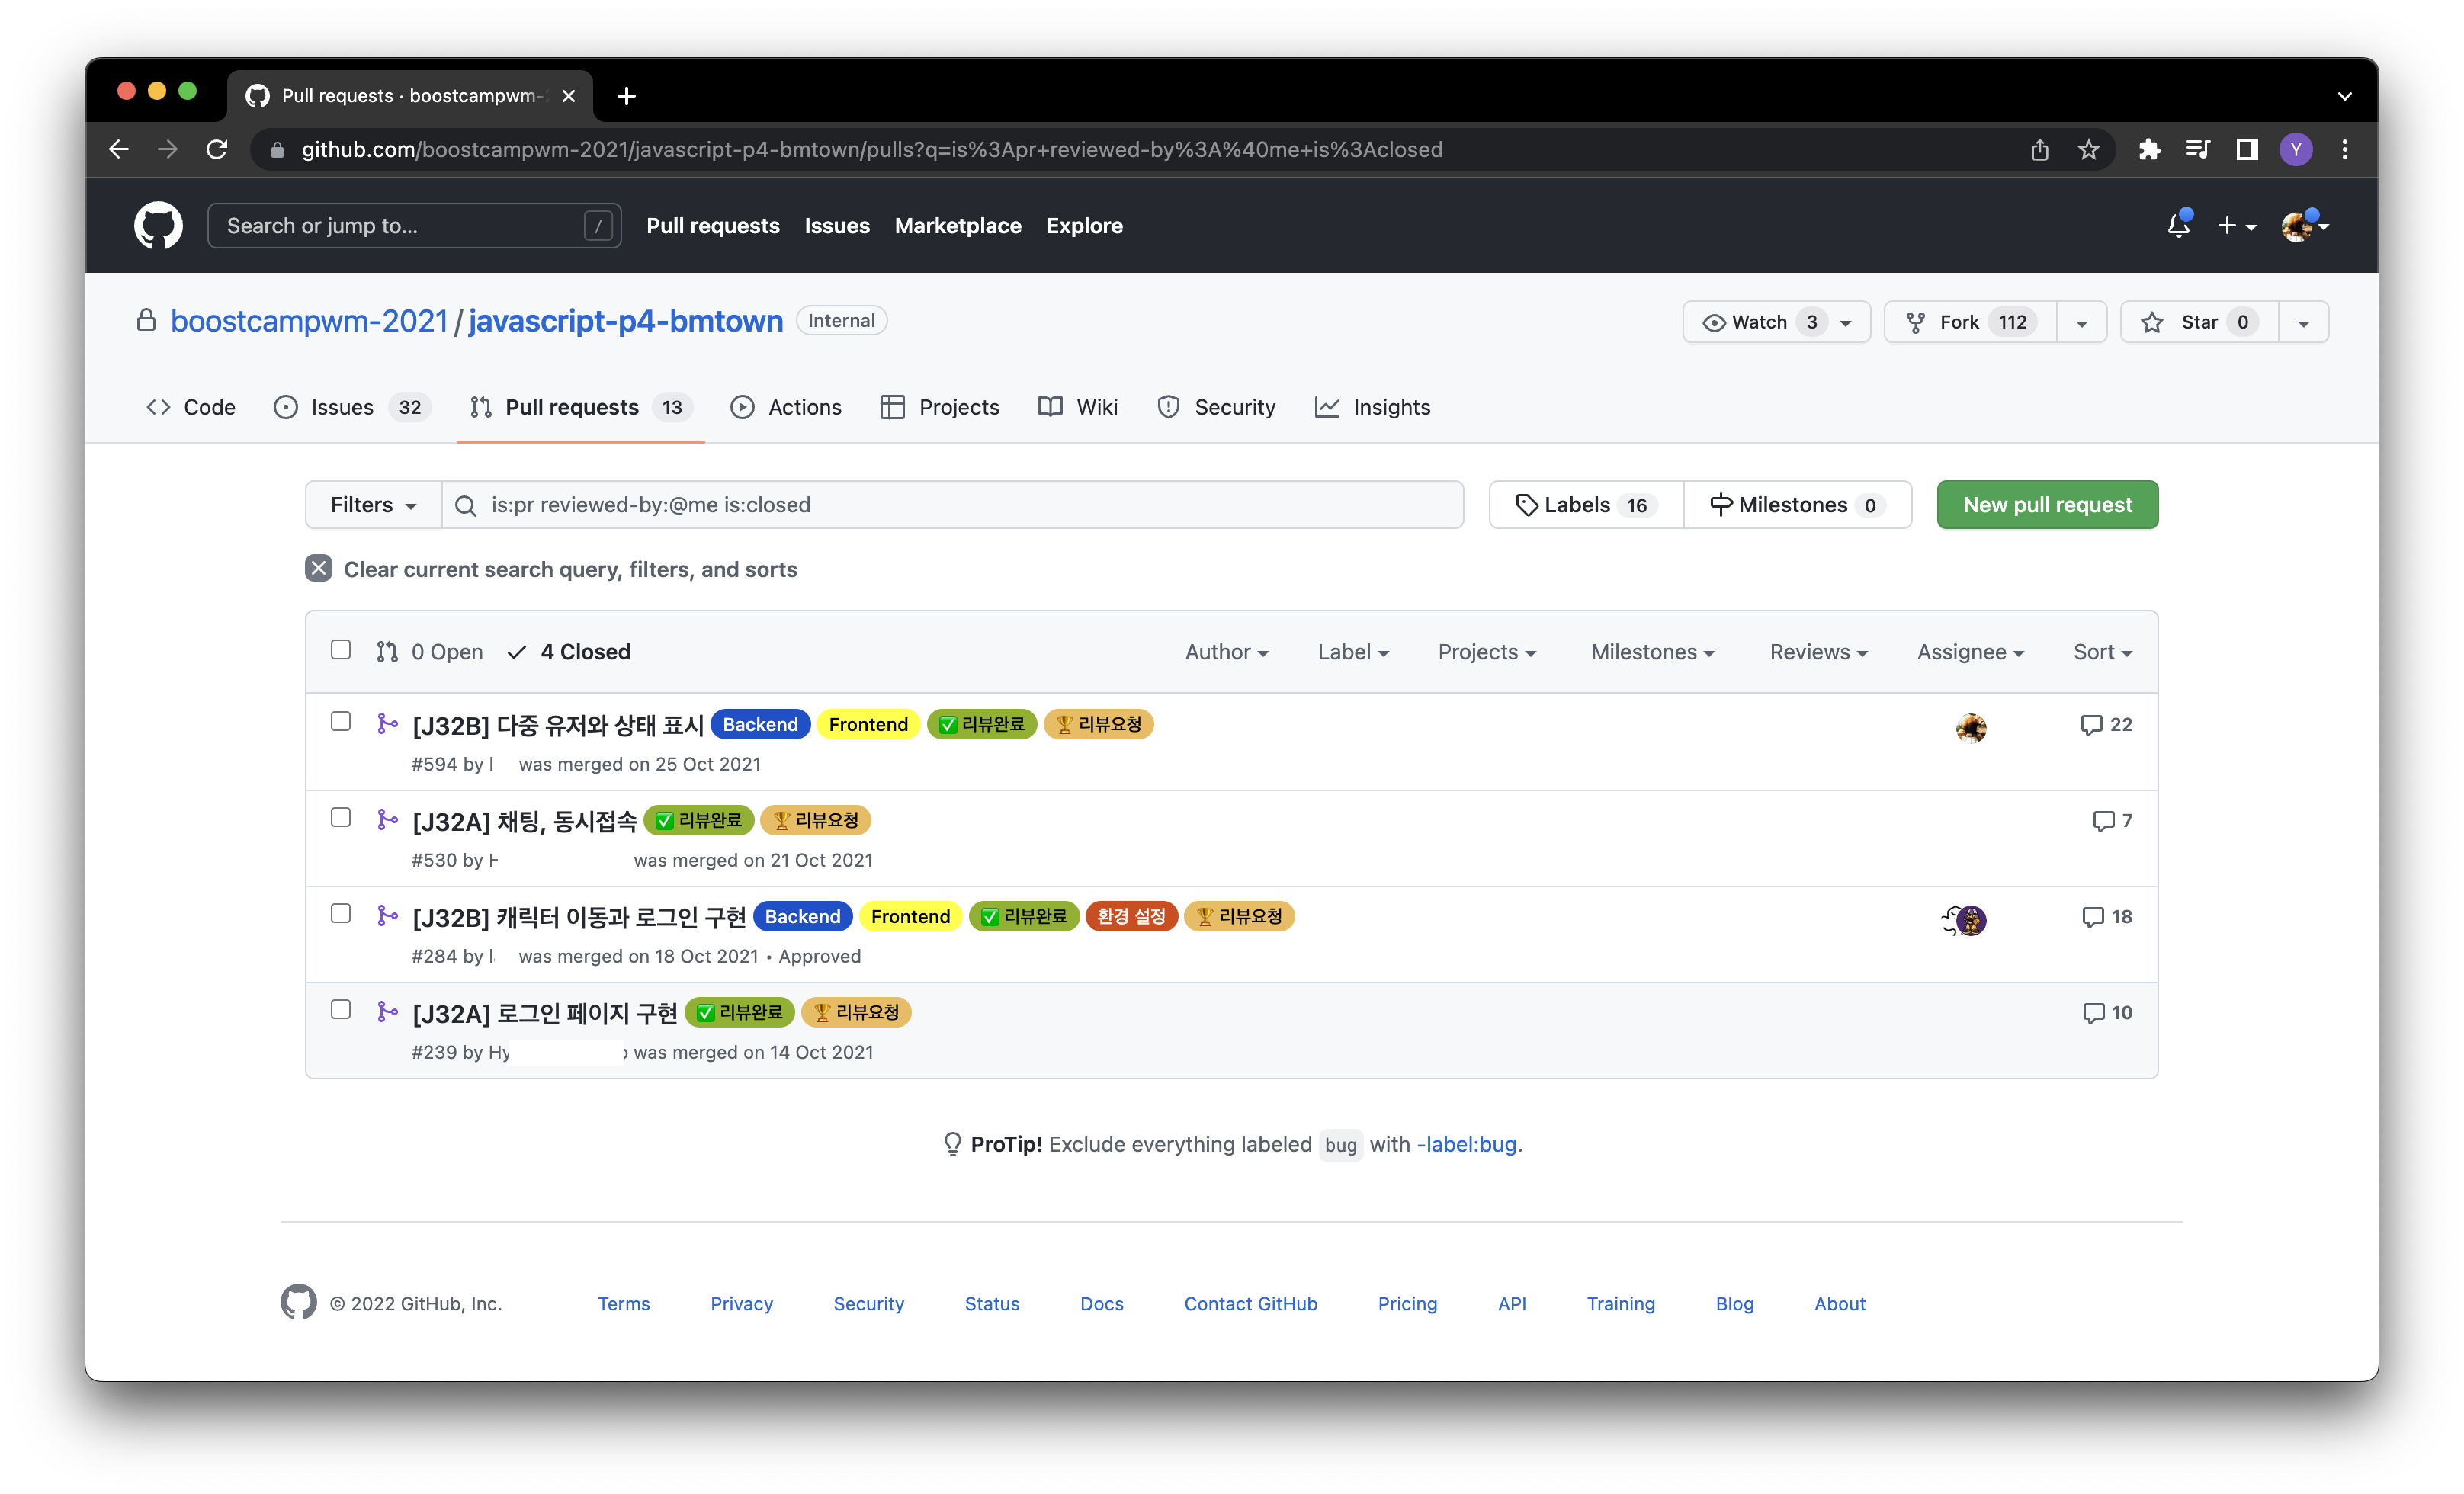 Pull requests · boostcampwm-
github.com/boostcampwm-2021/javascript-p4-bmtown/pulls?q=is%3Apr+reviewed-by%3A%40me+is%3Aclosed
Y
Search or jump to... / Pull requests Issues Marketplace Explore
boostcampwm-2021 / javascript-p4-bmtown Internal Watch 3 Fork 112 Star 0
Code Issues 32 Pull requests 13 Actions Projects Wiki Security Insights
Filters is:pr reviewed-by:@me is:closed Labels 16 Milestones 0 New pull request
Clear current search query, filters, and sorts
0 Open 4 Closed Author Label Projects Milestones Reviews Assignee Sort
[J32B] 다중 유저와 상태 표시 Backend Frontend ✅ 리뷰완료 🏆 리뷰요청 22
#594 by was merged on 25 Oct 2021
[J32A] 채팅, 동시접속 ✅ 리뷰완료 🏆 리뷰요청 7
#530 by was merged on 21 Oct 2021
[J32B] 캐릭터 이동과 로그인 구현 Backend Frontend ✅ 리뷰완료 환경 설정 🏆 리뷰요청 18
#284 by was merged on 18 Oct 2021 • Approved
[J32A] 로그인 페이지 구현 ✅ 리뷰완료 🏆 리뷰요청 10
#239 by Hy was merged on 14 Oct 2021
ProTip! Exclude everything labeled bug with -label:bug.
© 2022 GitHub, Inc. Terms Privacy Security Status Docs Contact GitHub Pricing API Training Blog About